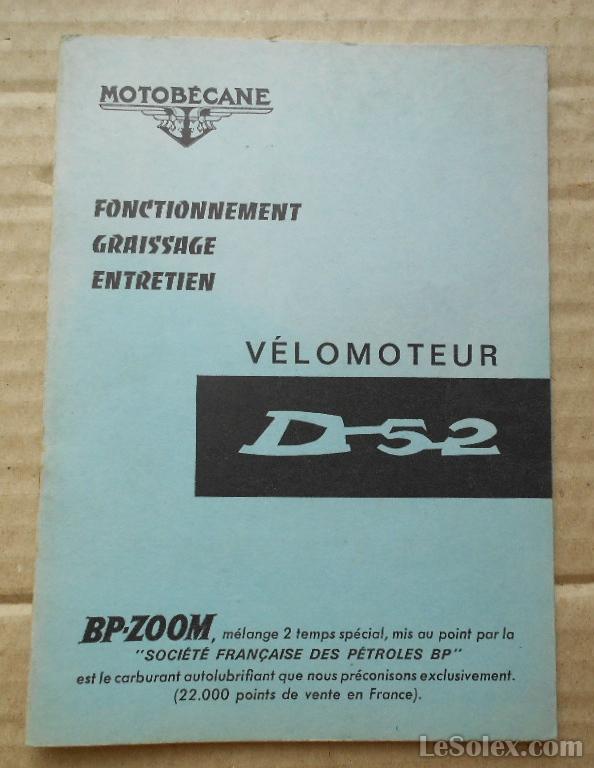 MOTOBÉCANE
FONCTIONNEMENT
GRAISSAGE
ENTRETIEN
VÉLOMOTEUR
D-52
BP-ZOOM, mélange 2 temps spécial, mis au point par la
"SOCIÉTÉ FRANÇAISE DES PÉTROLES BP"
est le carburant autolubrifiant que nous préconisons exclusivement.
(22.000 points de vente en France).
LeSolex.com